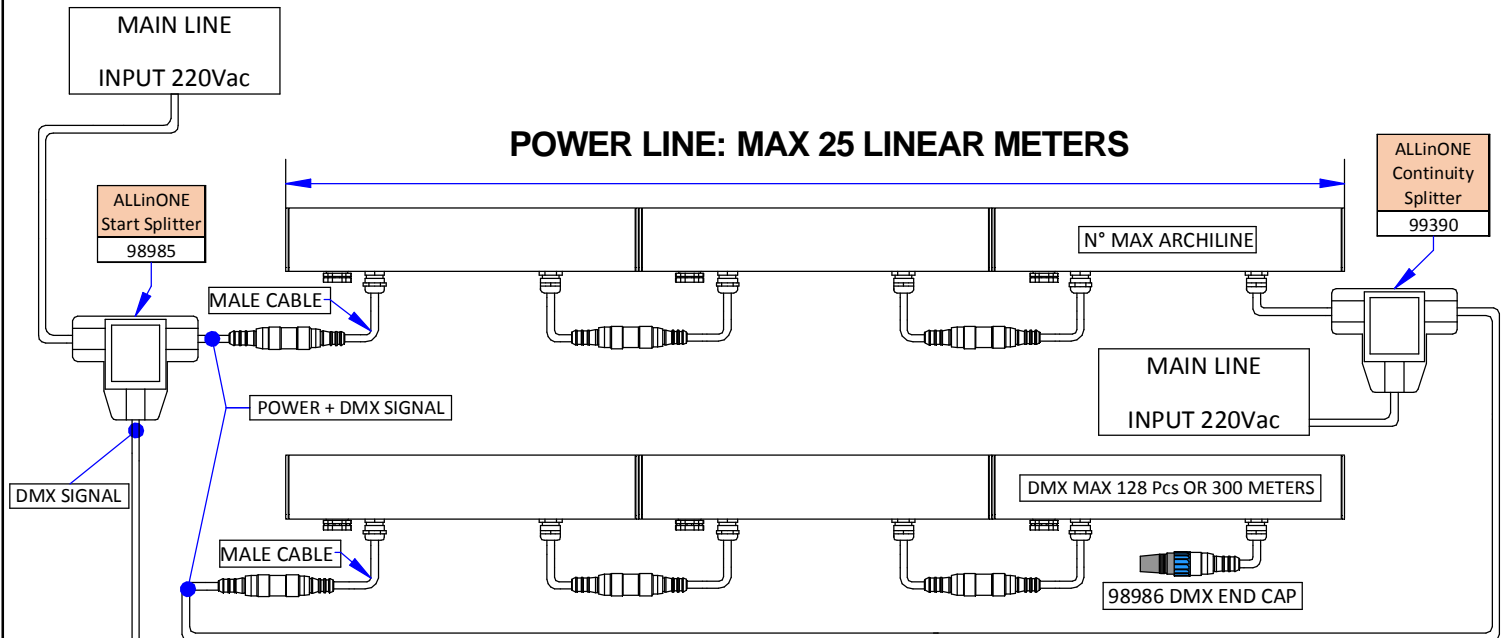 MAIN LINE
INPUT 220Vac
POWER LINE: MAX 25 LINEAR METERS
ALLinONE
Start Splitter
98985
ALLinONE
Continuity
Splitter
99390
N° MAX ARCHILINE
MALE CABLE
MAIN LINE
INPUT 220Vac
POWER + DMX SIGNAL
DMX SIGNAL
DMX MAX 128 Pcs OR 300 METERS
MALE CABLE
98986 DMX END CAP